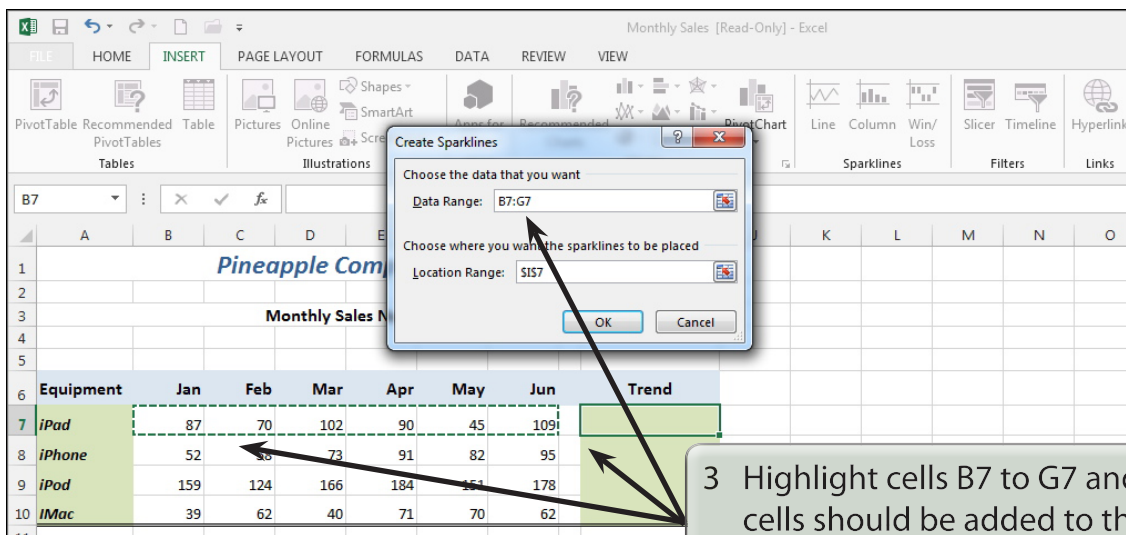 Monthly Sales [Read-Only] - Excel
FILE HOME INSERT PAGE LAYOUT FORMULAS DATA REVIEW VIEW
PivotTable Recommended PivotTables Table
Pictures Online Pictures Shapes SmartArt
PivotChart
Line Column Win/Loss
Slicer Timeline
Hyperlink
Tables Illustrations Sparklines Filters Links
B7 fx
Create Sparklines
Choose the data that you want
Data Range: B7:G7
Choose where you want the sparklines to be placed
Location Range: $I$7
OK Cancel
A B C D E J K L M N O
1 Pineapple
2
3 Monthly Sales
4
5
6 Equipment Jan Feb Mar Apr May Jun Trend
7 iPad 87 70 102 90 45 109
8 iPhone 52 73 91 82 95
9 iPod 159 124 166 184 151 178
10 IMac 39 62 40 71 70 62
3 Highlight cells B7 to G7 and
cells should be added to th